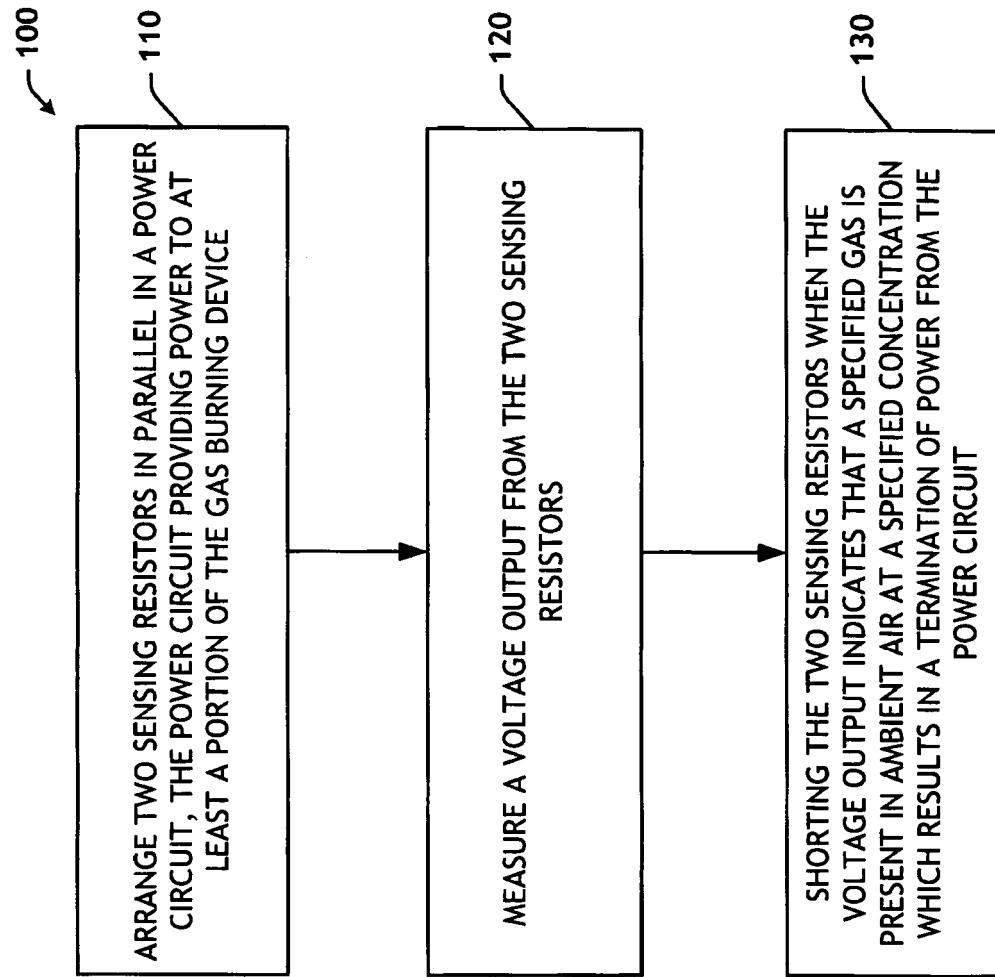 100
110
ARRANGE TWO SENSING RESISTORS IN PARALLEL IN A POWER
CIRCUIT, THE POWER CIRCUIT PROVIDING POWER TO AT
LEAST A PORTION OF THE GAS BURNING DEVICE
120
MEASURE A VOLTAGE OUTPUT FROM THE TWO SENSING
RESISTORS
130
SHORTING THE TWO SENSING RESISTORS WHEN THE
VOLTAGE OUTPUT INDICATES THAT A SPECIFIED GAS IS
PRESENT IN AMBIENT AIR AT A SPECIFIED CONCENTRATION
WHICH RESULTS IN A TERMINATION OF POWER FROM THE
POWER CIRCUIT